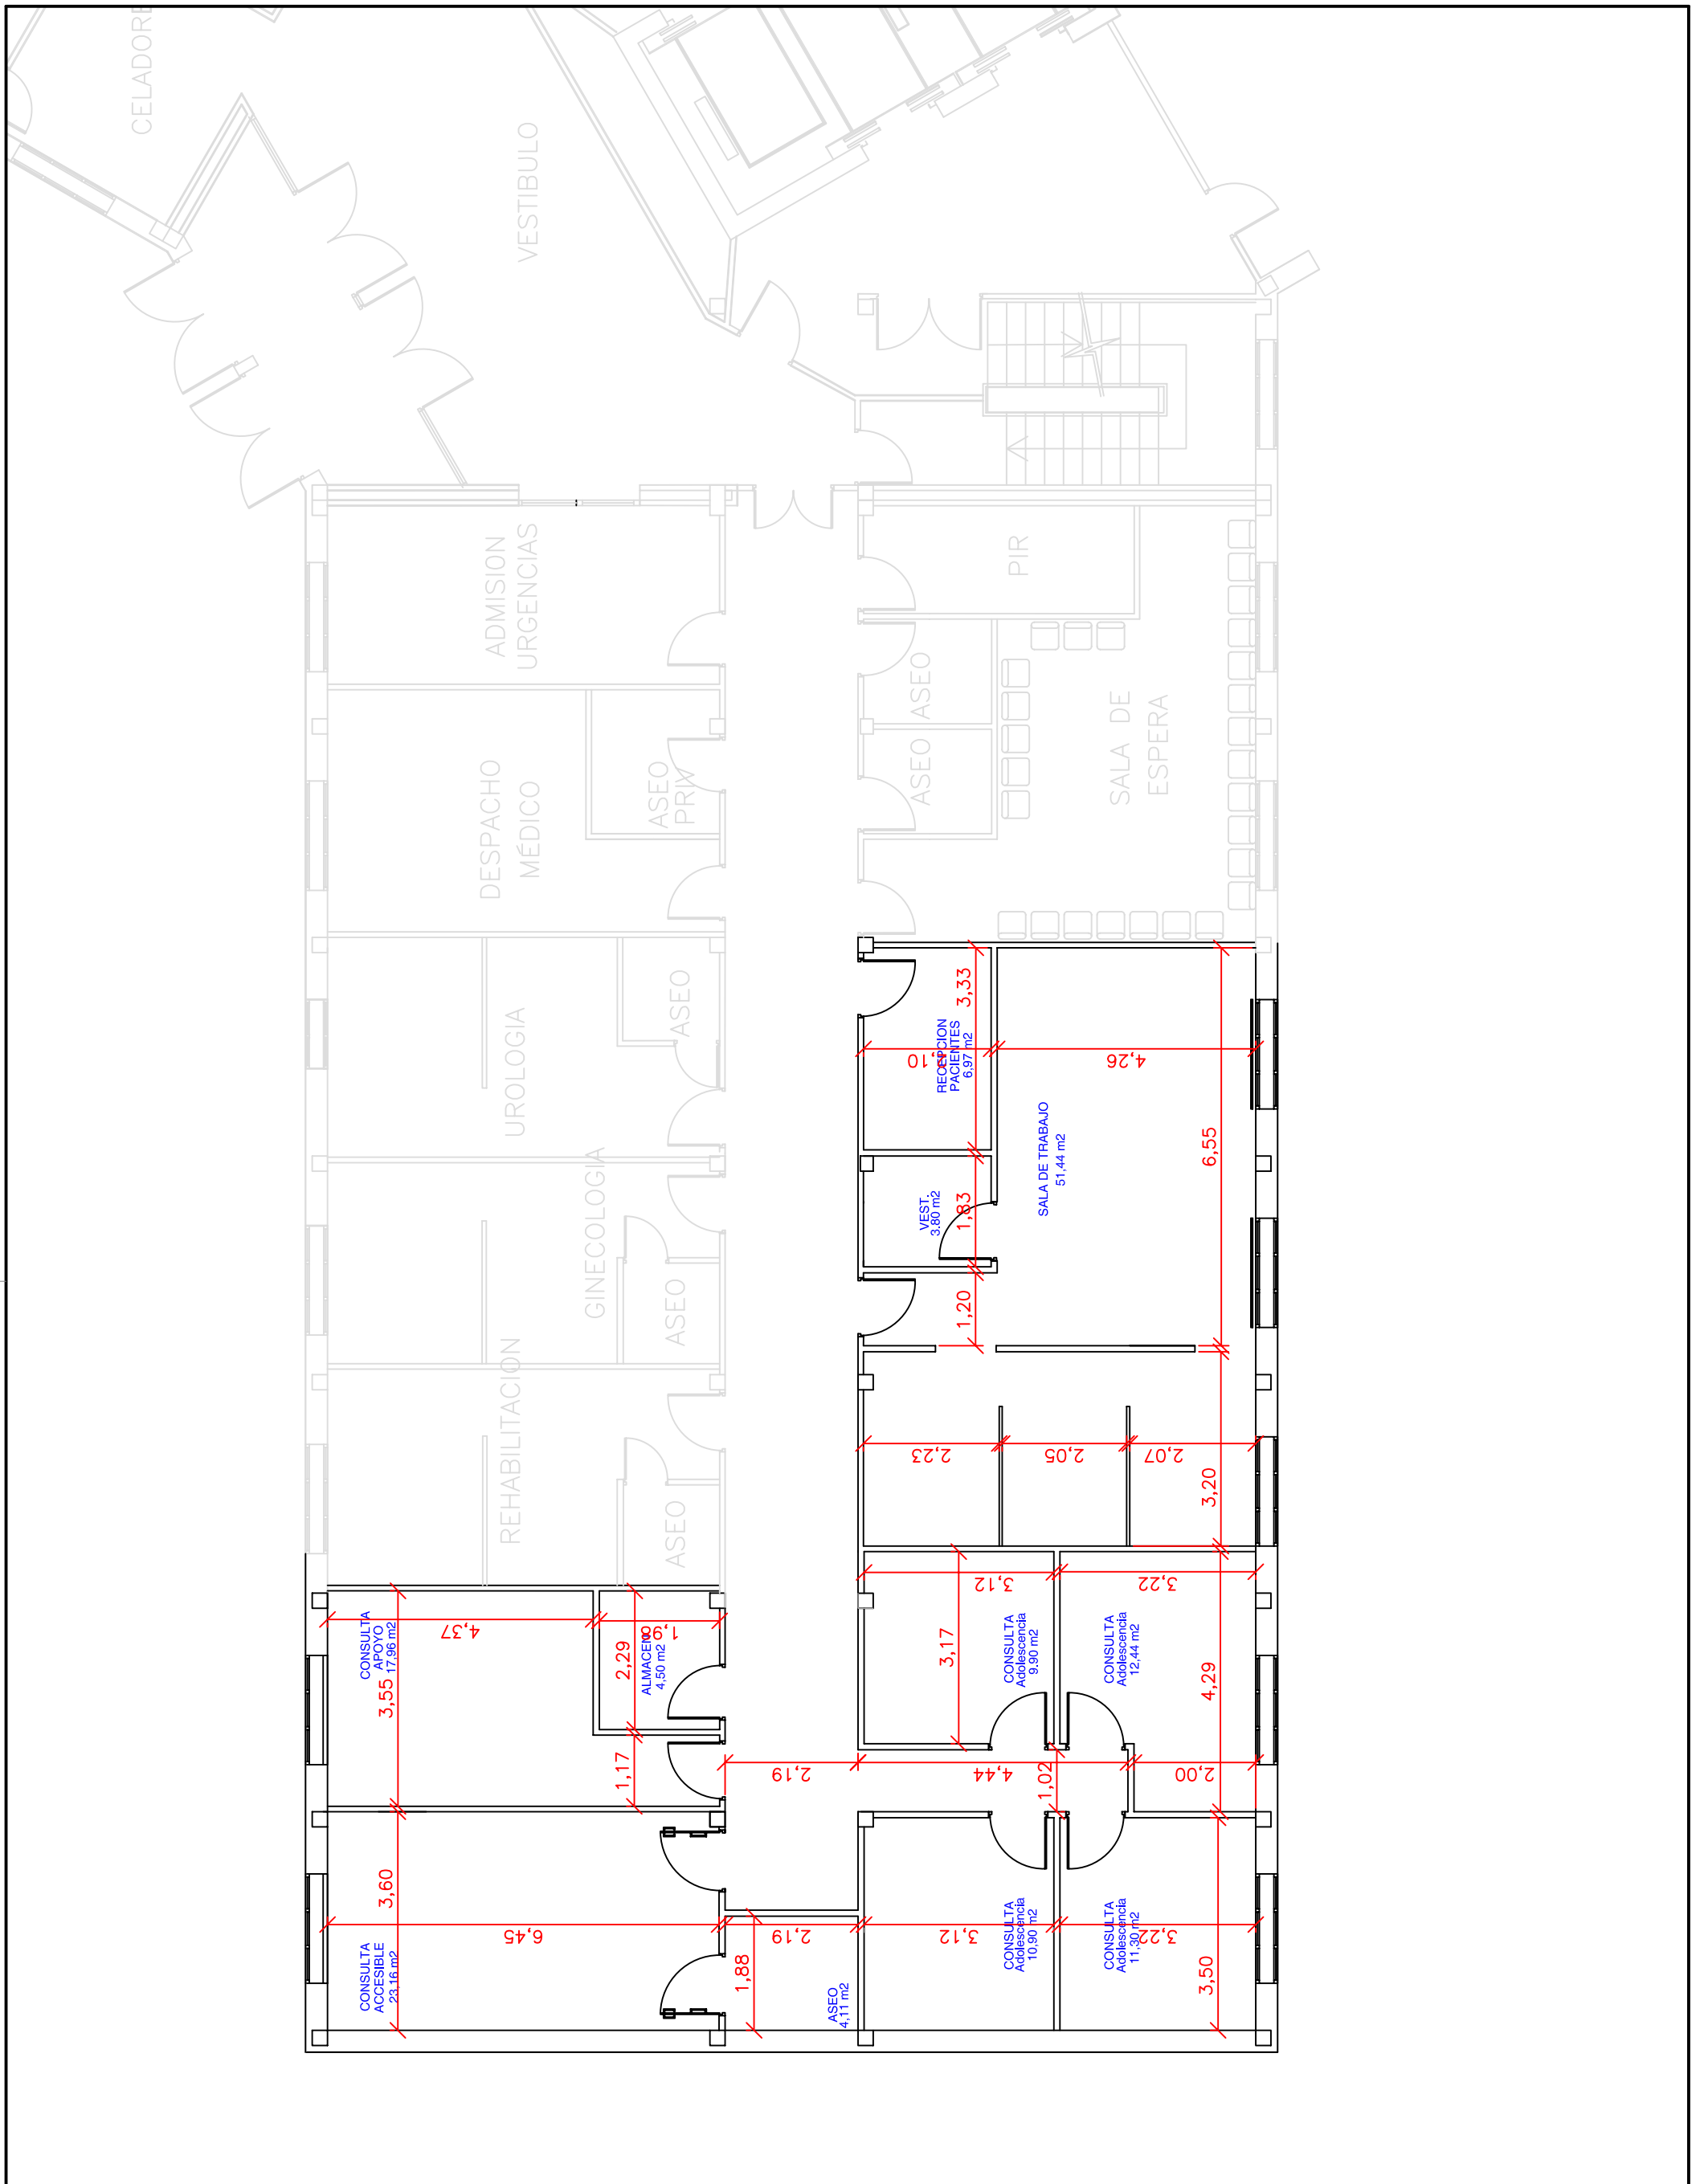 CELADORE
VESTIBULO
ADMISION
URGENCIAS
PIR
DESPACHO
MÉDICO
ASEO
PRIV
ASEO
ASEO
SALA DE
ESPERA
UROLOGIA
ASEO
GINECOLOGIA
ASEO
REHABILITACION
ASEO
3,33
RECEPCION
PACIENTES
6,97 m2
4,26
SALA DE TRABAJO
51,44 m2
6,55
VEST.
3.80 m2
1,83
1,20
2,23
2,05
2,07
3,20
CONSULTA
APOYO
17,96 m2
4,37
3,55
2,29
ALMACEN
4,50 m2
1,17
3,12
3,22
3,17
CONSULTA
Adolescencia
9.90 m2
CONSULTA
Adolescencia
12,44 m2
4,29
2,19
4,44
1,02
2,00
3,60
6,45
CONSULTA
ACCESIBLE
23,16 m2
2,19
1,88
ASEO
4,11 m2
3,12
CONSULTA
Adolescencia
10,90 m2
CONSULTA
Adolescencia
11,30 m2
3,22
3,50